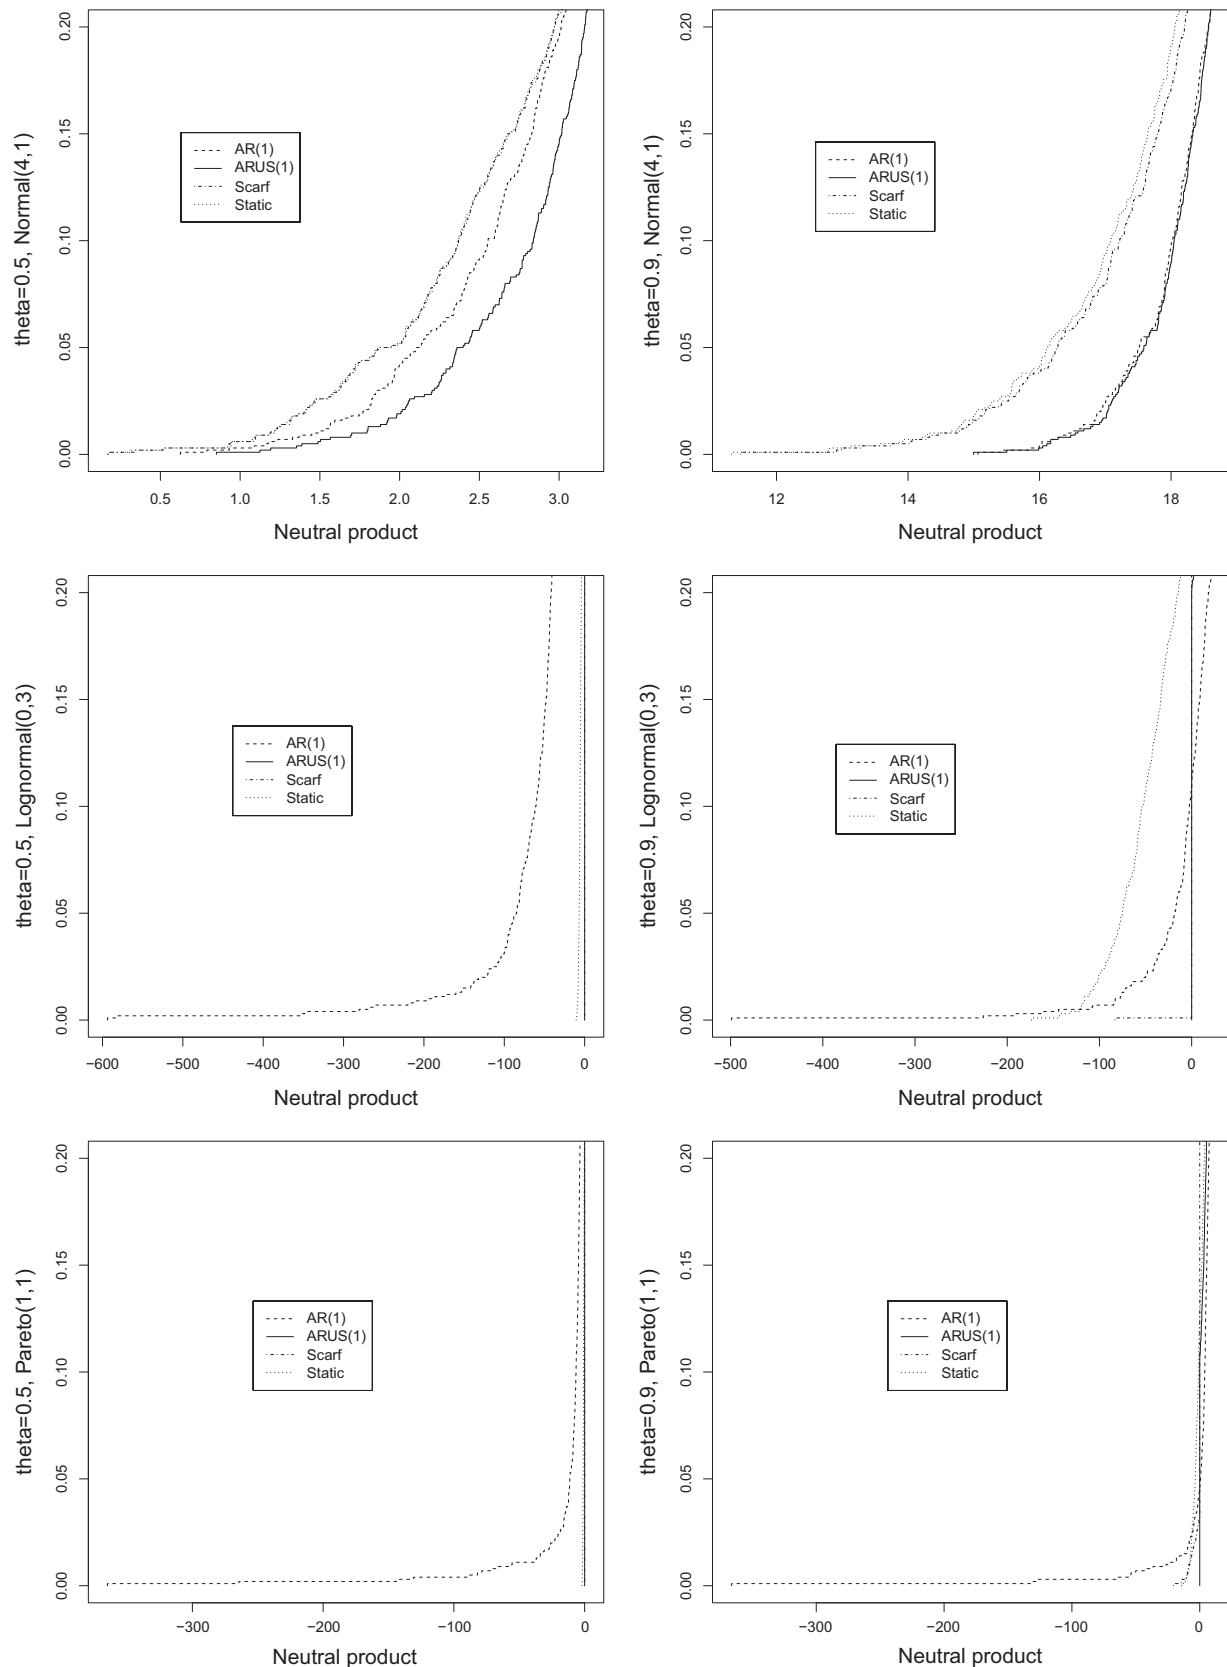 theta=0.5, Normal(4,1)
0.20
0.15
0.10
0.05
0.00
AR(1)
ARUS(1)
Scarf
Static
0.5 1.0 1.5 2.0 2.5 3.0
Neutral product
theta=0.9, Normal(4,1)
0.20
0.15
0.10
0.05
0.00
AR(1)
ARUS(1)
Scarf
Static
12 14 16 18
Neutral product
theta=0.5, Lognormal(0,3)
0.20
0.15
0.10
0.05
0.00
AR(1)
ARUS(1)
Scarf
Static
−600 −500 −400 −300 −200 −100 0
Neutral product
theta=0.9, Lognormal(0,3)
0.20
0.15
0.10
0.05
0.00
AR(1)
ARUS(1)
Scarf
Static
−500 −400 −300 −200 −100 0
Neutral product
theta=0.5, Pareto(1,1)
0.20
0.15
0.10
0.05
0.00
AR(1)
ARUS(1)
Scarf
Static
−300 −200 −100 0
Neutral product
theta=0.9, Pareto(1,1)
0.20
0.15
0.10
0.05
0.00
AR(1)
ARUS(1)
Scarf
Static
−300 −200 −100 0
Neutral product